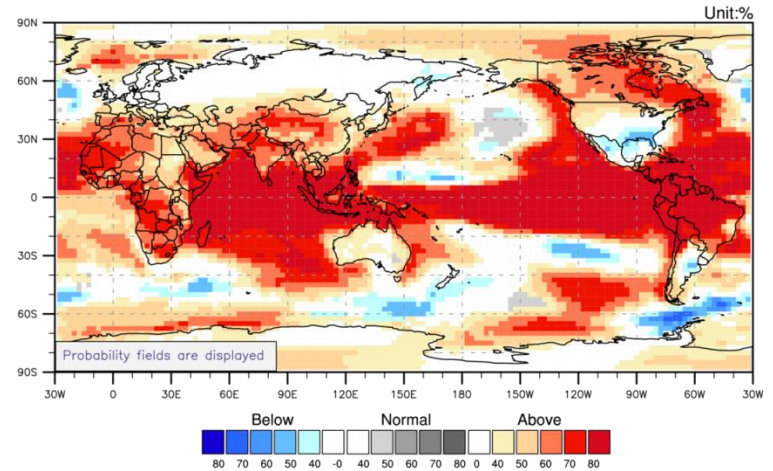 Unit:%
90N
60N
30N
0
30S
60S
Probability fields are displayed
90S
30W 0 30E 60E 90E 120E 150E 180 150W 120W 90W 60W 30W
Below Normal Above
80 70 60 50 40 -0 40 50 60 70 80 0 40 50 60 70 80